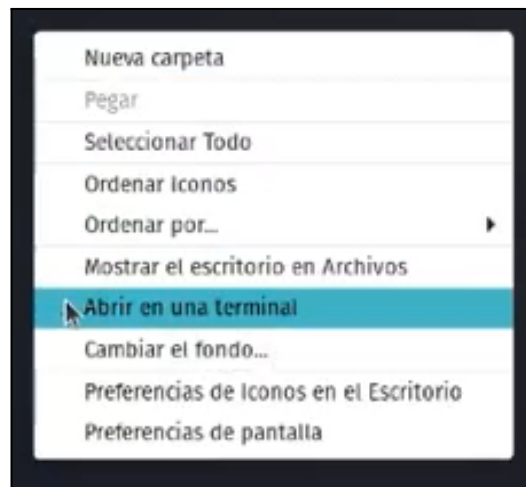 Nueva carpeta
Pegar
Seleccionar Todo
Ordenar Iconos
Ordenar por...
Mostrar el escritorio en Archivos
Abrir en una terminal
Cambiar el fondo...
Preferencias de Iconos en el Escritorio
Preferencias de pantalla